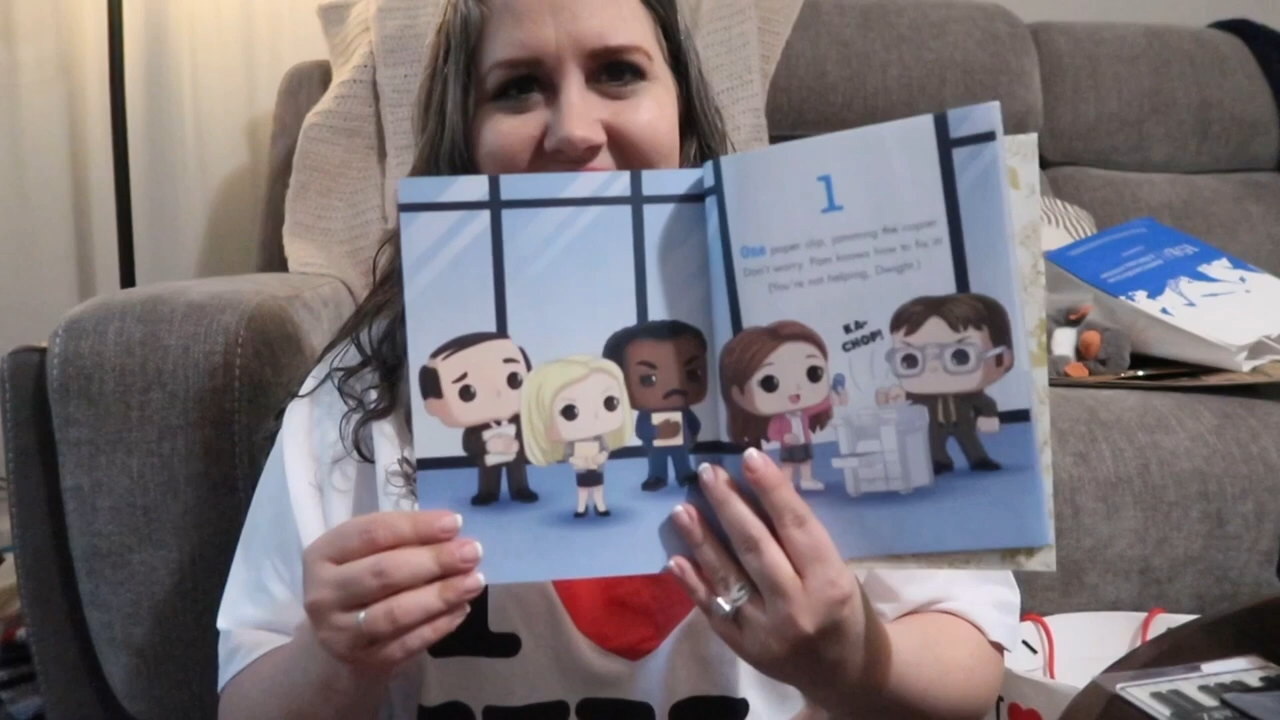 1
One paper clip, jamming the copier.
Don't worry. Pam knows how to fix it.
(You're not helping, Dwight.)
KA-
CHOP!
I